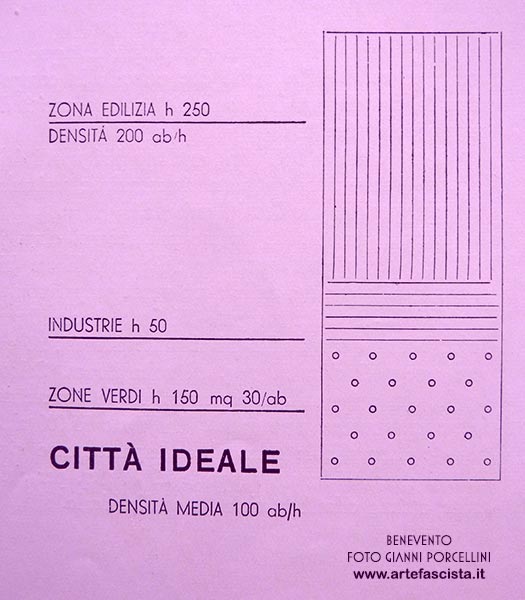 ZONA EDILIZIA h 250
DENSITÁ 200 ab/h
INDUSTRIE h 50
ZONE VERDI h 150 mq 30/ab
CITTÀ IDEALE
DENSITÀ MEDIA 100 ab/h
BENEVENTO
FOTO GIANNI PORCELLINI
www.artefascista.it